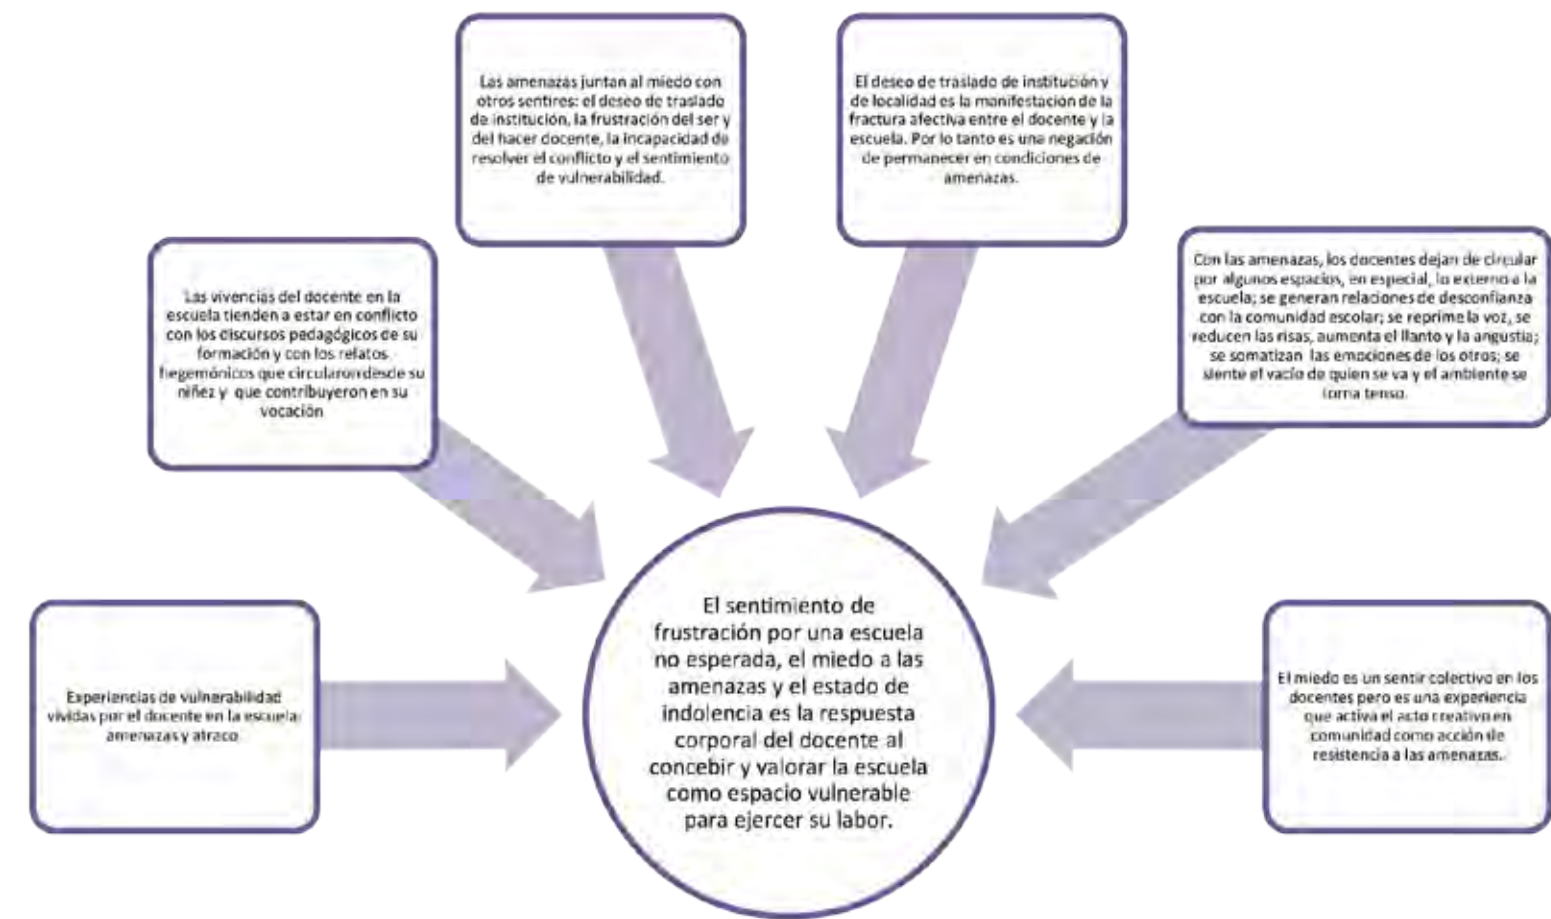 Las amenazas juntan al miedo con
otros sentires: el deseo de traslado
de institución, la frustración del ser y
del hacer docente, la incapacidad de
resolver el conflicto y el sentimiento
de vulnerabilidad.
El deseo de traslado de institución y
de localidad es la manifestación de la
fractura afectiva entre el docente y la
escuela. Por lo tanto es una negación
de permanecer en condiciones de
amenazas.
Las vivencias del docente en la
escuela tienden a estar en conflicto
con los discursos pedagógicos de su
formación y con los relatos
hegemónicos que circularon desde su
niñez y que contribuyeron en su
vocación
Con las amenazas, los docentes dejan de circular
por algunos espacios, en especial, lo externo a la
escuela; se generan relaciones de desconfianza
con la comunidad escolar; se reprime la voz, se
reducen las risas, aumenta el llanto y la angustia;
se somatizan las emociones de los otros; se
siente el vacío de quien se va y el ambiente se
torna tenso.
Experiencias de vulnerabilidad
vividas por el docente en la escuela:
amenazas y atraco
El sentimiento de
frustración por una escuela
no esperada, el miedo a las
amenazas y el estado de
indolencia es la respuesta
corporal del docente al
concebir y valorar la escuela
como espacio vulnerable
para ejercer su labor.
El miedo es un sentir colectivo en los
docentes pero es una experiencia
que activa el acto creativo en
comunidad como acción de
resistencia a las amenazas.